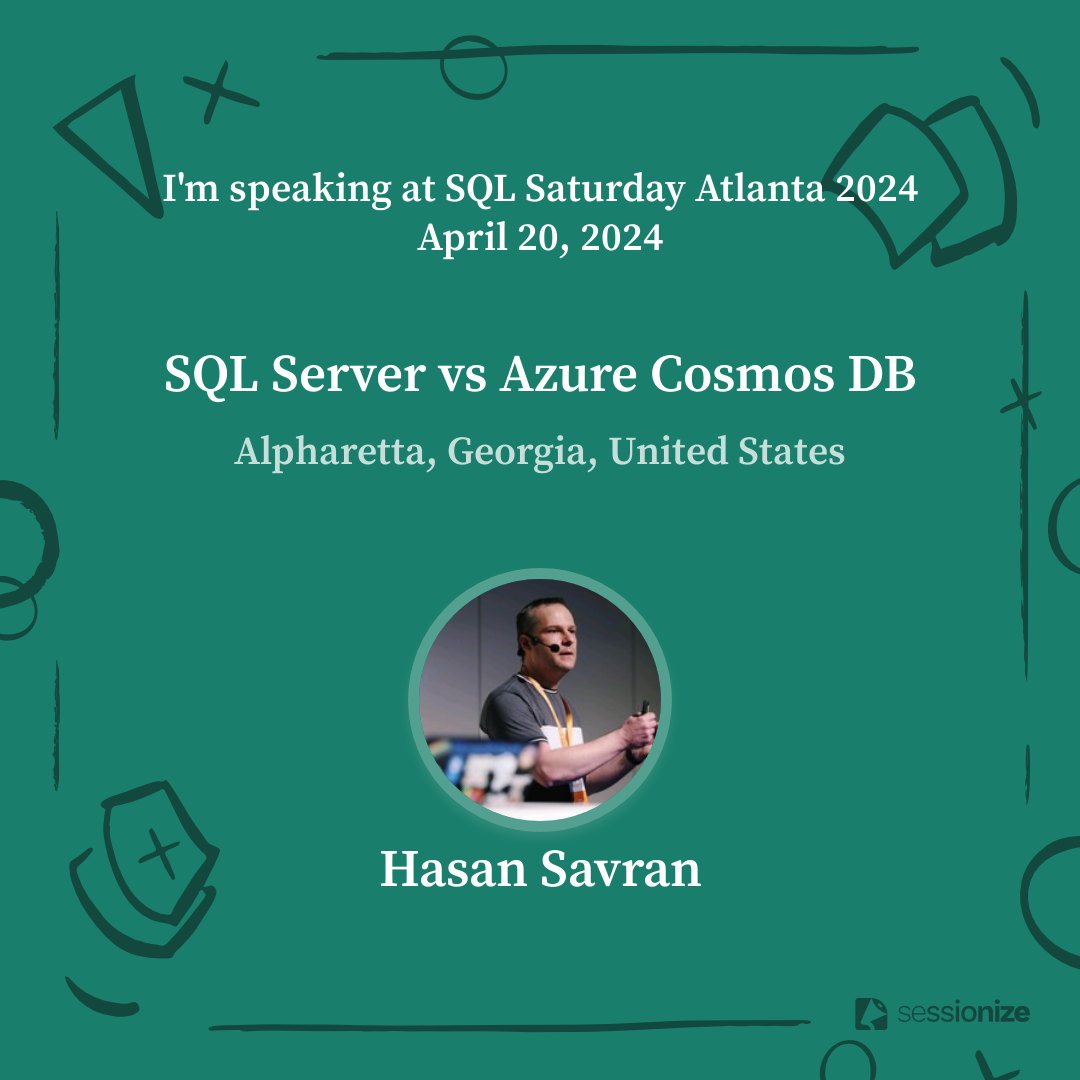 I'm speaking at SQL Saturday Atlanta 2024
April 20, 2024
SQL Server vs Azure Cosmos DB
Alpharetta, Georgia, United States
Hasan Savran
sessionize